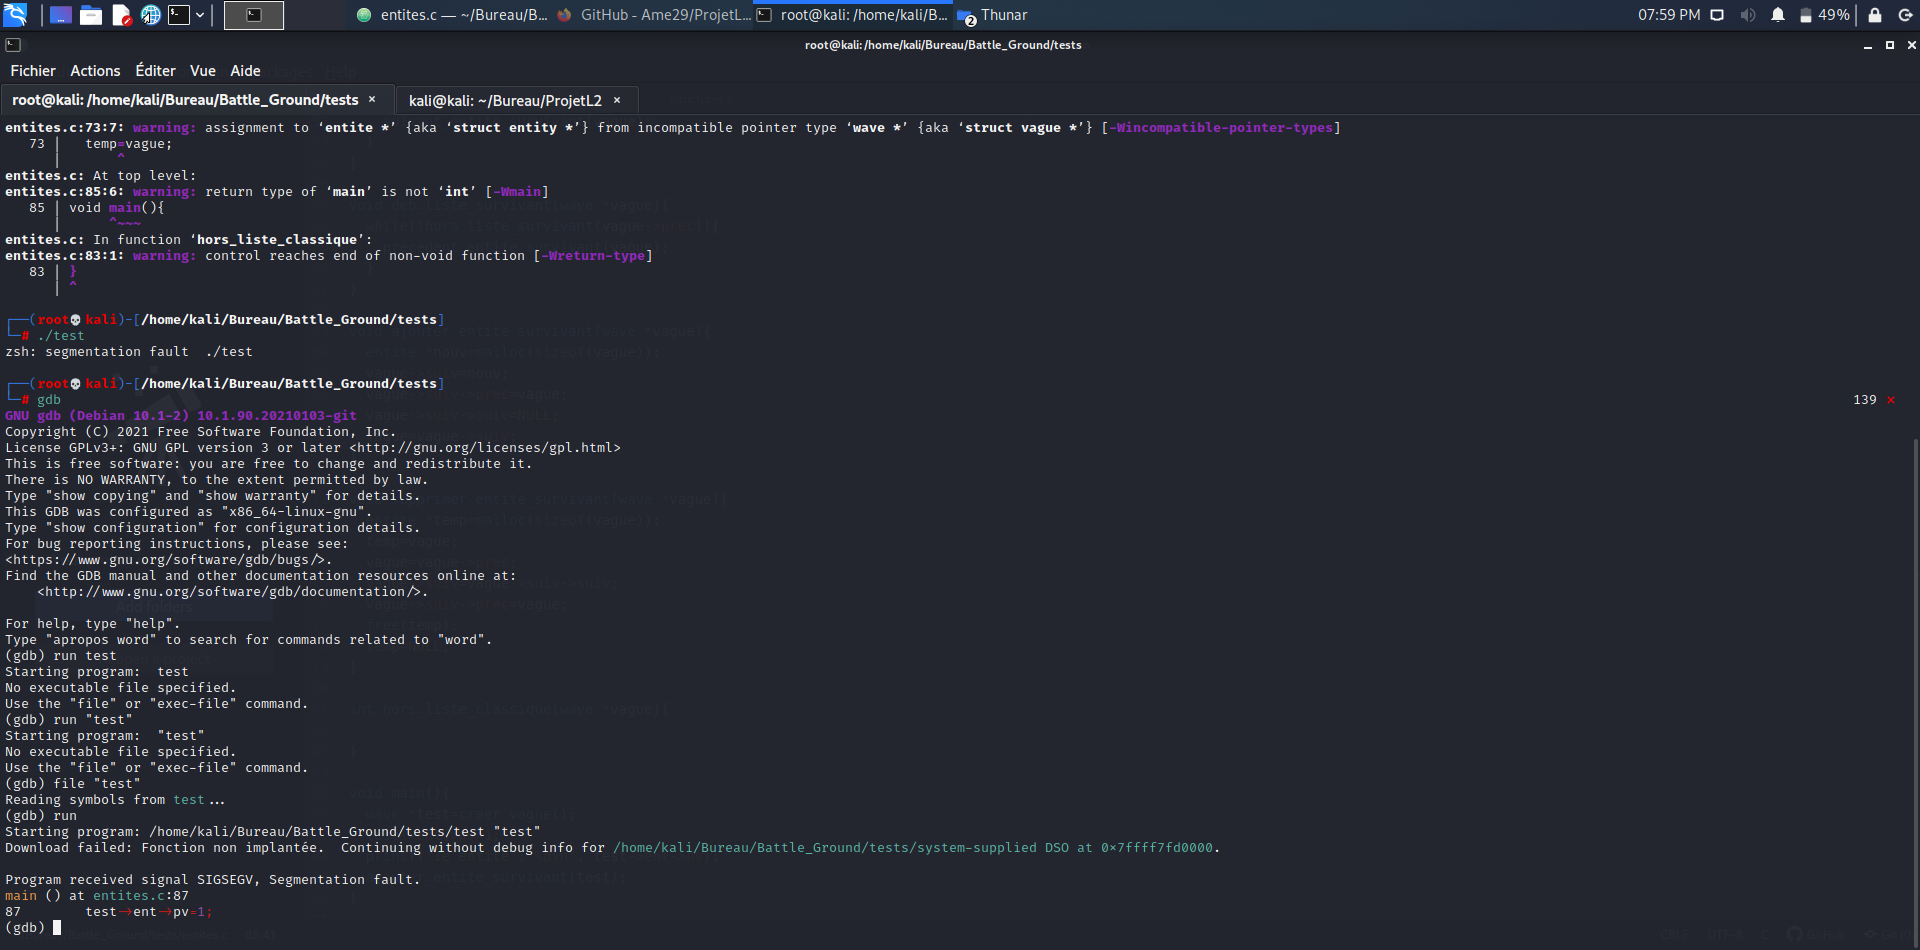 entites.c — ~/Bureau/B...
GitHub - Ame29/ProjetL...
root@kali: /home/kali/B...
2 Thunar
07:59 PM
49%
root@kali: /home/kali/Bureau/Battle_Ground/tests
Fichier Actions Éditer Vue Aide
root@kali: /home/kali/Bureau/Battle_Ground/tests × kali@kali: ~/Bureau/ProjetL2 ×
entites.c:73:7: warning: assignment to ‘entite *’ {aka ‘struct entity *’} from incompatible pointer type ‘wave *’ {aka ‘struct vague *’} [-Wincompatible-pointer-types]
73 | temp=vague;
| ^
entites.c: At top level:
entites.c:85:6: warning: return type of ‘main’ is not ‘int’ [-Wmain]
85 | void main(){
| ^~~~
entites.c: In function ‘hors_liste_classique’:
entites.c:83:1: warning: control reaches end of non-void function [-Wreturn-type]
83 | }
| ^
┌──(root💀kali)-[/home/kali/Bureau/Battle_Ground/tests]
└─# ./test
zsh: segmentation fault ./test
┌──(root💀kali)-[/home/kali/Bureau/Battle_Ground/tests]
└─# gdb 139 ×
GNU gdb (Debian 10.1-2) 10.1.90.20210103-git
Copyright (C) 2021 Free Software Foundation, Inc.
License GPLv3+: GNU GPL version 3 or later <http://gnu.org/licenses/gpl.html>
This is free software: you are free to change and redistribute it.
There is NO WARRANTY, to the extent permitted by law.
Type "show copying" and "show warranty" for details.
This GDB was configured as "x86_64-linux-gnu".
Type "show configuration" for configuration details.
For bug reporting instructions, please see:
<https://www.gnu.org/software/gdb/bugs/>.
Find the GDB manual and other documentation resources online at:
<http://www.gnu.org/software/gdb/documentation/>.
For help, type "help".
Type "apropos word" to search for commands related to "word".
(gdb) run test
Starting program: test
No executable file specified.
Use the "file" or "exec-file" command.
(gdb) run "test"
Starting program: "test"
No executable file specified.
Use the "file" or "exec-file" command.
(gdb) file "test"
Reading symbols from test...
(gdb) run
Starting program: /home/kali/Bureau/Battle_Ground/tests/test "test"
Download failed: Fonction non implantée. Continuing without debug info for /home/kali/Bureau/Battle_Ground/tests/system-supplied DSO at 0×7ffff7fd0000.
Program received signal SIGSEGV, Segmentation fault.
main () at entites.c:87
87 test→ent→pv=1;
(gdb)